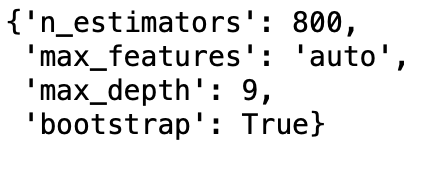 {'n_estimators': 800,
 'max_features': 'auto',
 'max_depth': 9,
 'bootstrap': True}